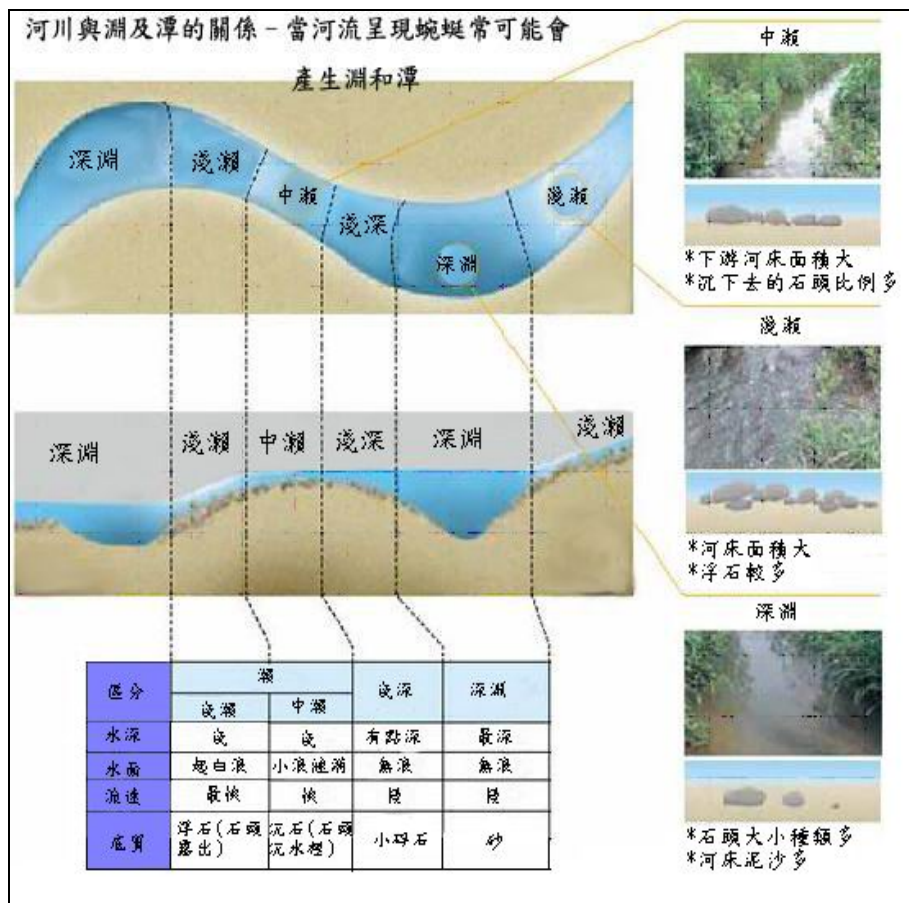 河川與淵及潭的關係－當河流呈現蜿蜒常可能會
產生淵和潭
深淵
淺瀨
中瀨
淺深
深淵
淺瀨
深淵
淺瀨
中瀨
淺深
深淵
淺瀨
中瀨
*下游河床面積大
*沉下去的石頭比例多
淺瀨
*河床面積大
*浮石較多
深淵
*石頭大小種類多
*河床泥沙多
區分
瀨
淺瀨
中瀨
淺深
深淵
水深
淺
淺
有點深
最深
水面
起白浪
小浪漣漪
無浪
無浪
流速
最快
快
慢
慢
底質
浮石(石頭
露出)
沉石(石頭
沉水裡)
小碎石
砂